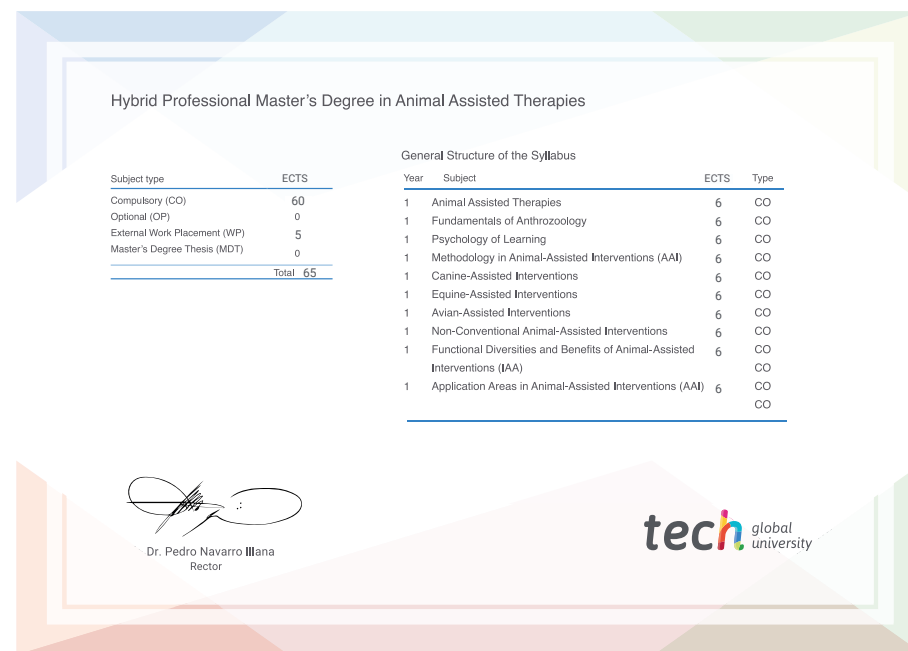 Hybrid Professional Master's Degree in Animal Assisted Therapies
Subject type ECTS
Compulsory (CO) 60
Optional (OP) 0
External Work Placement (WP) 5
Master's Degree Thesis (MDT) 0
Total 65
General Structure of the Syllabus
Year Subject ECTS Type
1 Animal Assisted Therapies 6 CO
1 Fundamentals of Anthrozoology 6 CO
1 Psychology of Learning 6 CO
1 Methodology in Animal-Assisted Interventions (AAI) 6 CO
1 Canine-Assisted Interventions 6 CO
1 Equine-Assisted Interventions 6 CO
1 Avian-Assisted Interventions 6 CO
1 Non-Conventional Animal-Assisted Interventions 6 CO
1 Functional Diversities and Benefits of Animal-Assisted 6 CO
Interventions (IAA) CO
1 Application Areas in Animal-Assisted Interventions (AAI) 6 CO
CO
Dr. Pedro Navarro Illana
Rector
tech global
university